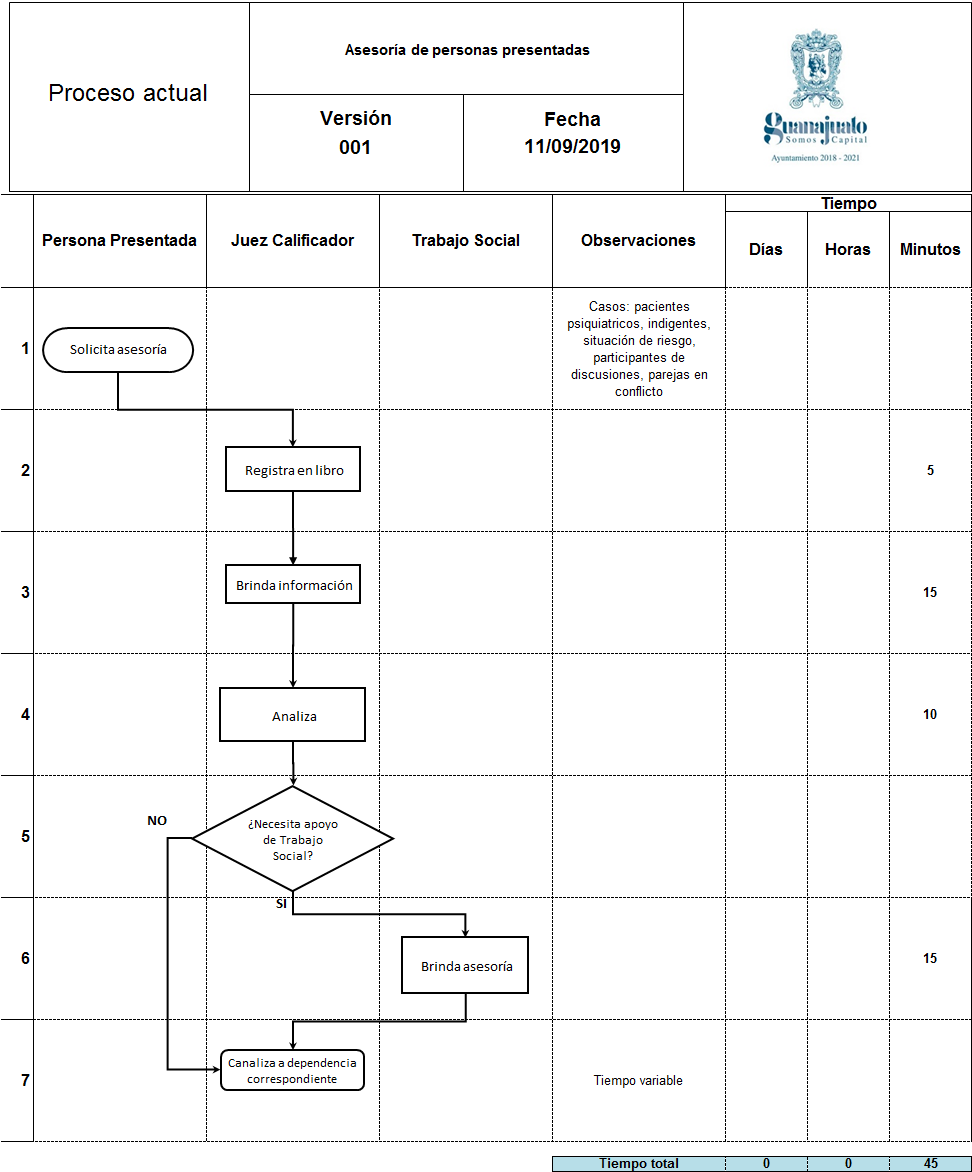 Proceso actual
Asesoría de personas presentadas
Versión
001
Fecha
11/09/2019
guanajuato
Somos Capital
Ayuntamiento 2018 - 2021
Persona Presentada
Juez Calificador
Trabajo Social
Observaciones
Tiempo
Días
Horas
Minutos
1
Solicita asesoría
Casos: pacientes
psiquiatricos, indigentes,
situación de riesgo,
participantes de
discusiones, parejas en
conflicto
2
Registra en libro
5
3
Brinda información
15
4
Analiza
10
5
NO
¿Necesita apoyo
de Trabajo
Social?
SI
6
Brinda asesoría
15
7
Canaliza a dependencia
correspondiente
Tiempo variable
Tiempo total
0
0
45